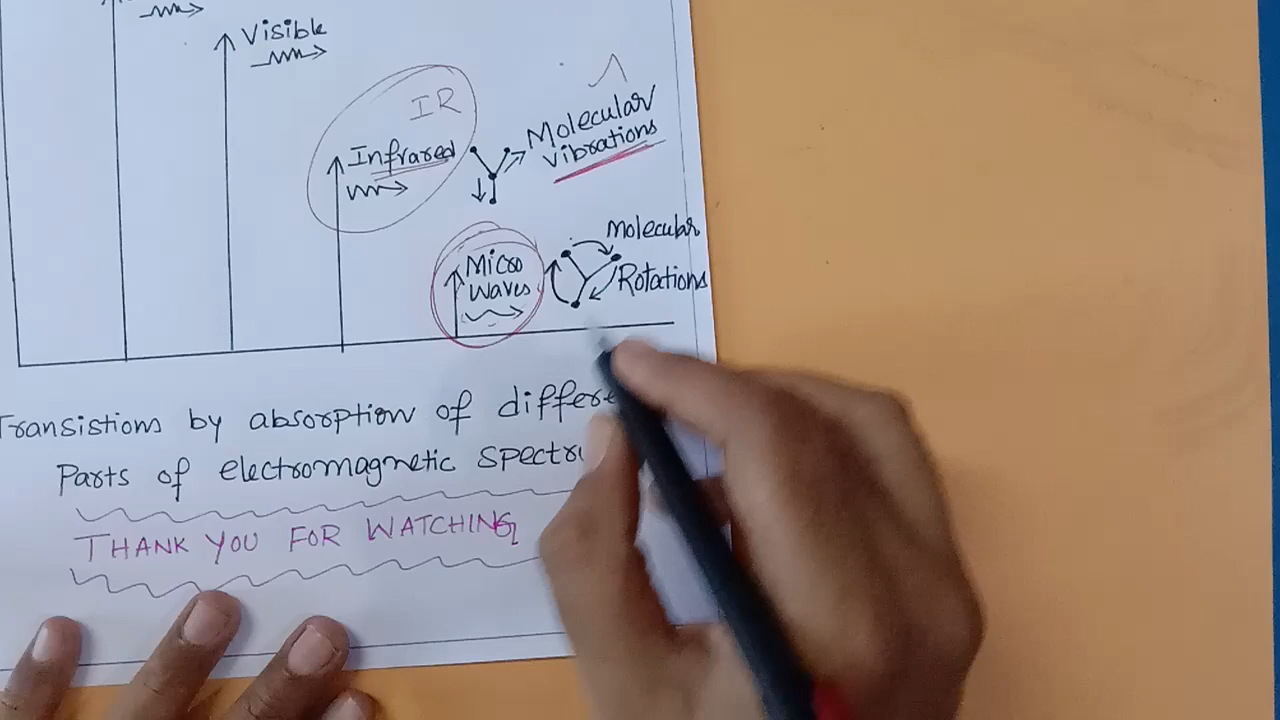 Visible
IR
Infrared
Molecular
vibrations
Micro
waves
Molecular
Rotations
Transistions by absorption of differe
Parts of electromagnetic spectru
THANK YOU FOR WATCHING